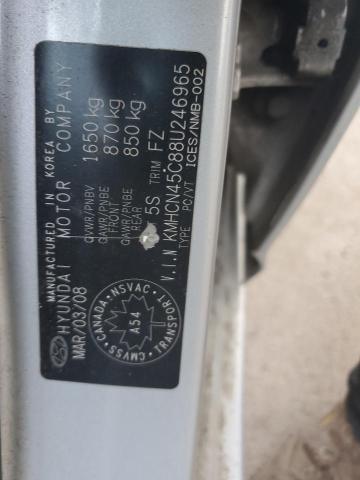 MANUFACTURED IN KOREA BY
HYUNDAI MOTOR COMPANY
MAR/03/08
GVWR/PNBV 1650 kg
GAWR/PNBE FRONT 870 kg
GAWR/PNBE REAR 850 kg
5S TRIM FZ
V.I.N KMHCN45C88U246965
TYPE PC/VT ICES/NMB-002
CANADA NSVAC
TRANSPORT CMVSS
A54